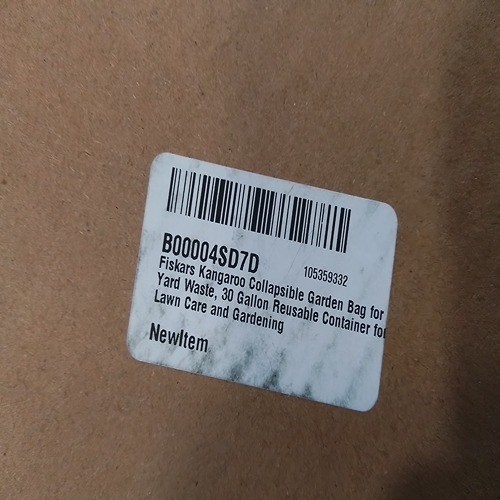 B00004SD7D 105359332
Fiskars Kangaroo Collapsible Garden Bag for
Yard Waste, 30 Gallon Reusable Container for
Lawn Care and Gardening
NewItem